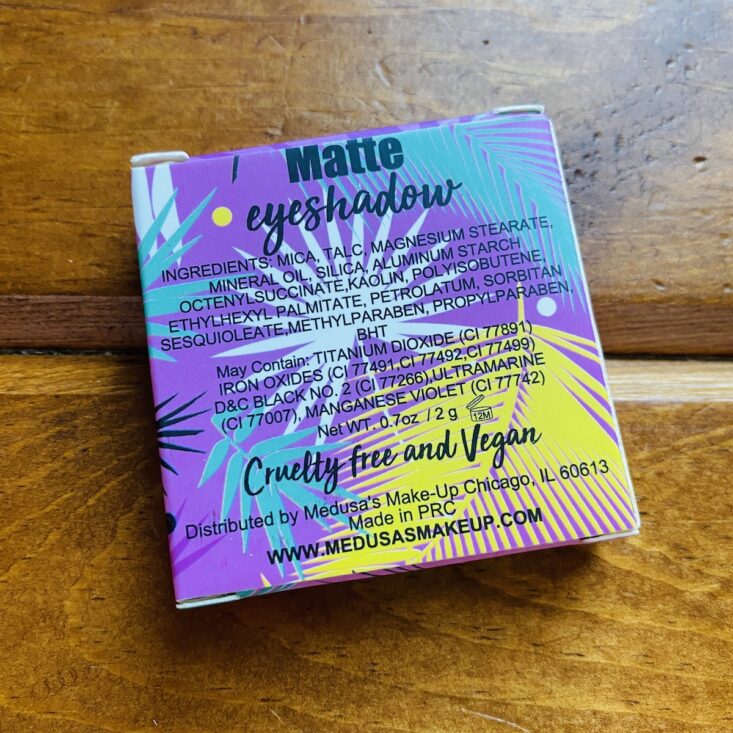 Matte
eyeshadow
INGREDIENTS: MICA, TALC, MAGNESIUM STEARATE,
MINERAL OIL, SILICA, ALUMINUM STARCH
OCTENYLSUCCINATE,KAOLIN, POLYISOBUTENE,
ETHYLHEXYL PALMITATE, PETROLATUM, SORBITAN
SESQUIOLEATE,METHYLPARABEN, PROPYLPARABEN,
BHT
May Contain: TITANIUM DIOXIDE (CI 77891)
IRON OXIDES (CI 77491,CI 77492,CI 77499)
D&C BLACK NO. 2 (CI 77266),ULTRAMARINE
(CI 77007), MANGANESE VIOLET (CI 77742)
Net WT. 0.7oz. / 2 g 12M
Cruelty free and Vegan
Distributed by Medusa's Make-Up Chicago, IL 60613
Made in PRC
WWW.MEDUSASMAKEUP.COM